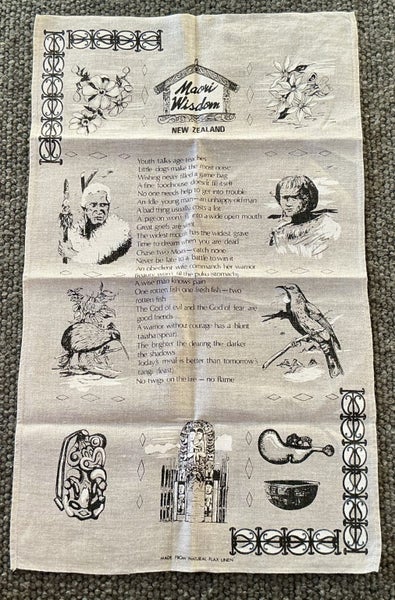 Maori
Wisdom
NEW ZEALAND
Youth talks age teaches
Little dogs make the most noise
Wishing never filled a game bag
A fine foodhouse doesn't fill itself
No one needs help to get into trouble
An Idle young man – an unhappy old man
A bad thing usually costs a lot
A pigeon won't fly into a wide open mouth
Great griefs are silent
The widest mouth has the widest grave
Time to dream when you are dead
Chase two Moas – catch none
Never be late to a battle to win it
An obedient wife commands her warrior
A wise man knows pain
One rotten fish one fresh fish – two
rotten fish
The God of evil and the God of fear are
good friends
A warrior without courage has a blunt
taiaha (spear)
The brighter the clearing the darker
the shadows
Today's meal is better than tomorrow's
rangi (feast)
No twigs on the fire – no flame
MADE FROM NATURAL FLAX LINEN